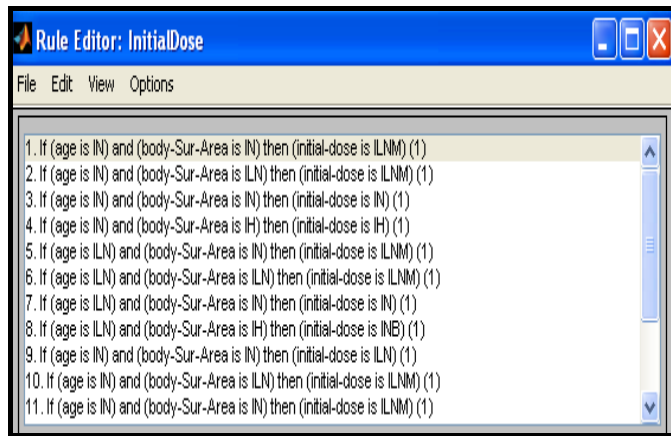 Rule Editor: InitialDose
File Edit View Options
1. If (age is IN) and (body-Sur-Area is IN) then (initial-dose is ILNM) (1)
2. If (age is IN) and (body-Sur-Area is ILN) then (initial-dose is ILNM) (1)
3. If (age is IN) and (body-Sur-Area is IN) then (initial-dose is IN) (1)
4. If (age is IN) and (body-Sur-Area is IH) then (initial-dose is IH) (1)
5. If (age is ILN) and (body-Sur-Area is IN) then (initial-dose is ILNM) (1)
6. If (age is ILN) and (body-Sur-Area is ILN) then (initial-dose is ILNM) (1)
7. If (age is ILN) and (body-Sur-Area is IN) then (initial-dose is IN) (1)
8. If (age is ILN) and (body-Sur-Area is IH) then (initial-dose is INB) (1)
9. If (age is IN) and (body-Sur-Area is IN) then (initial-dose is ILN) (1)
10. If (age is IN) and (body-Sur-Area is ILN) then (initial-dose is ILNM) (1)
11. If (age is IN) and (body-Sur-Area is IN) then (initial-dose is ILNM) (1)